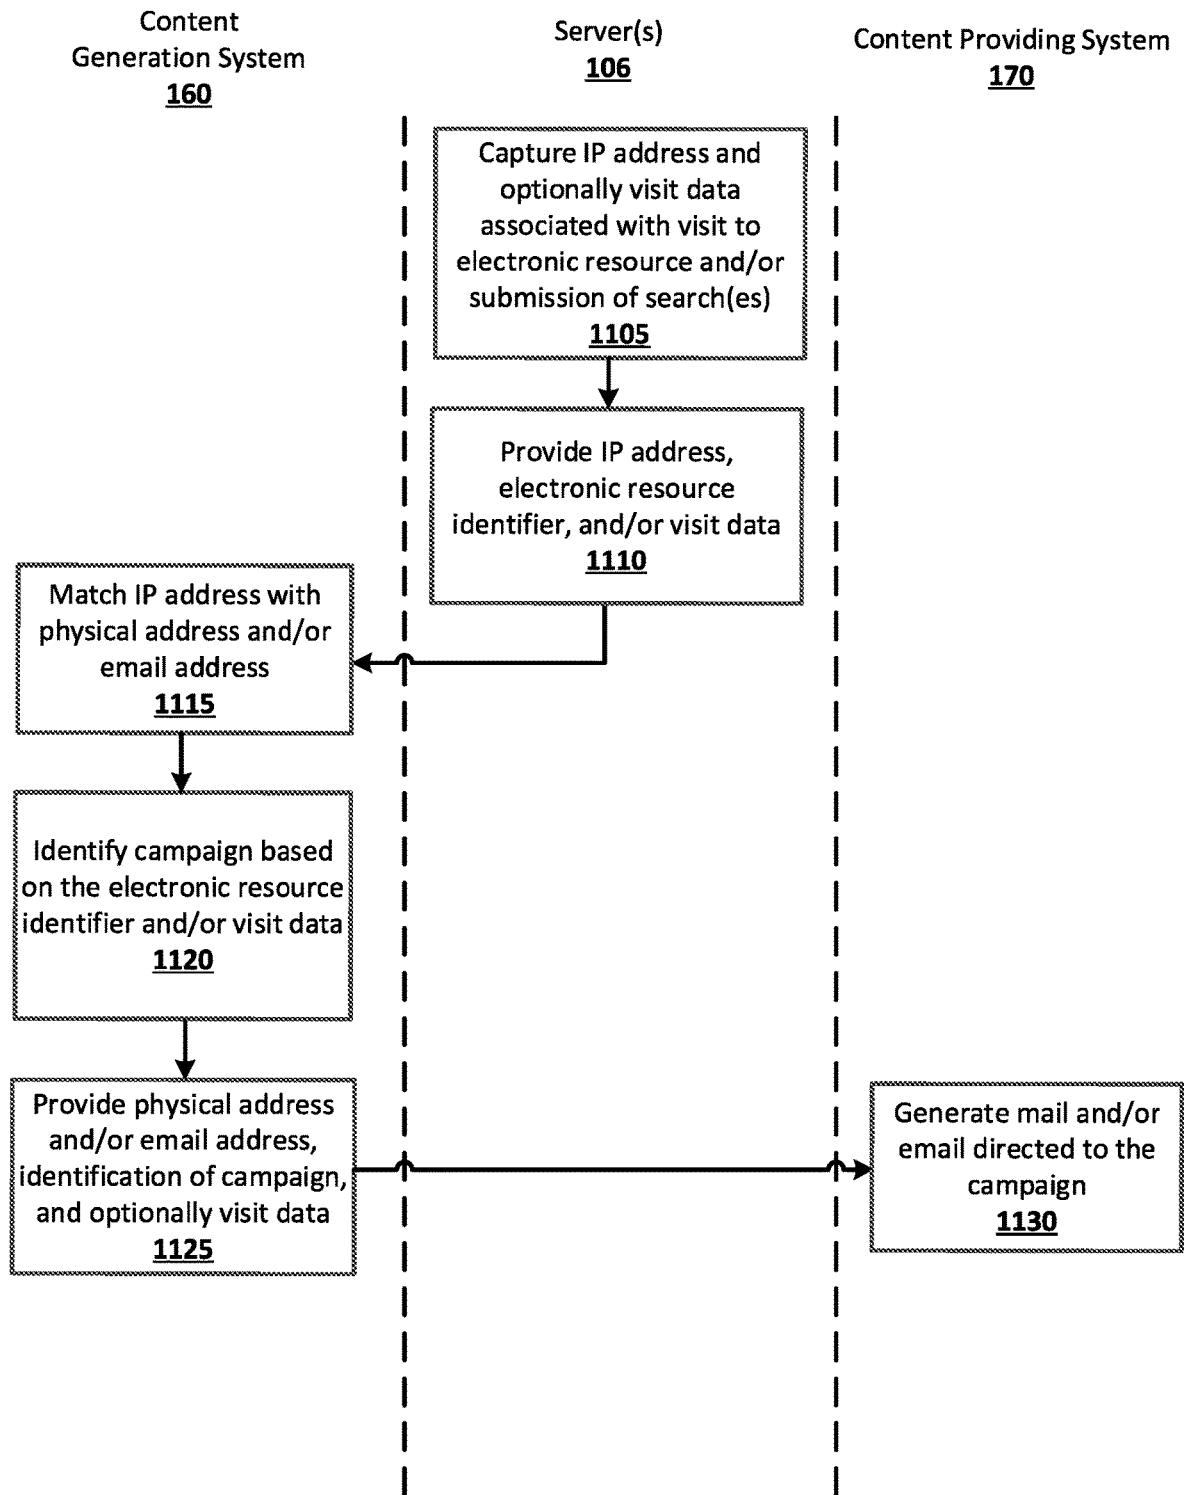 Content
Generation System
160
Server(s)
106
Content Providing System
170
Capture IP address and
optionally visit data
associated with visit to
electronic resource and/or
submission of search(es)
1105
Provide IP address,
electronic resource
identifier, and/or visit data
1110
Match IP address with
physical address and/or
email address
1115
Identify campaign based
on the electronic resource
identifier and/or visit data
1120
Provide physical address
and/or email address,
identification of campaign,
and optionally visit data
1125
Generate mail and/or
email directed to the
campaign
1130